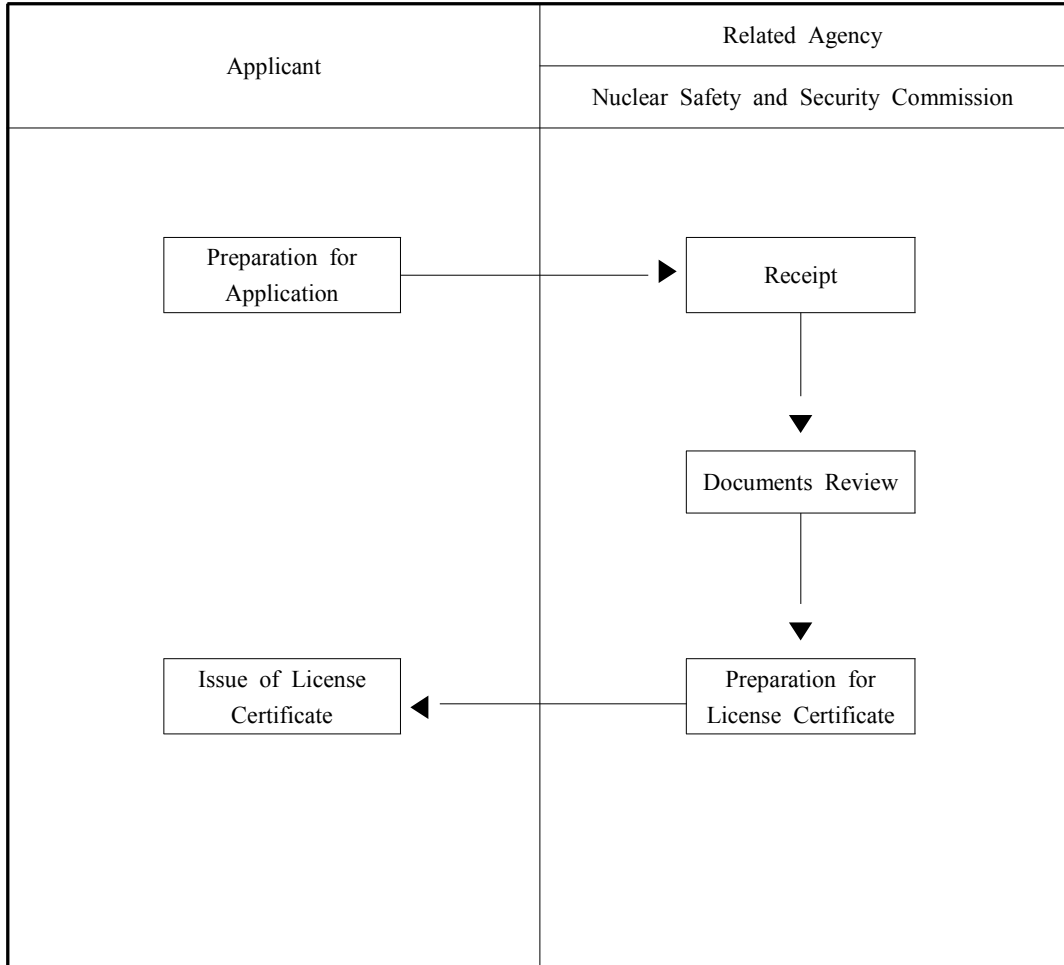 Applicant
Related Agency
Nuclear Safety and Security Commission
Preparation for
Application
Receipt
Documents Review
Issue of License
Certificate
Preparation for
License Certificate